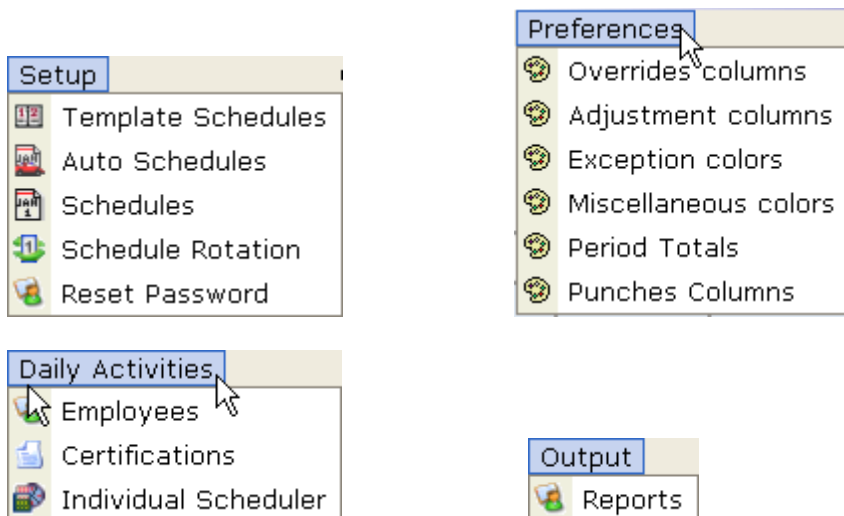 Setup
Template Schedules
Auto Schedules
Schedules
Schedule Rotation
Reset Password
Preferences
Overrides columns
Adjustment columns
Exception colors
Miscellaneous colors
Period Totals
Punches Columns
Daily Activities
Employees
Certifications
Individual Scheduler
Output
Reports